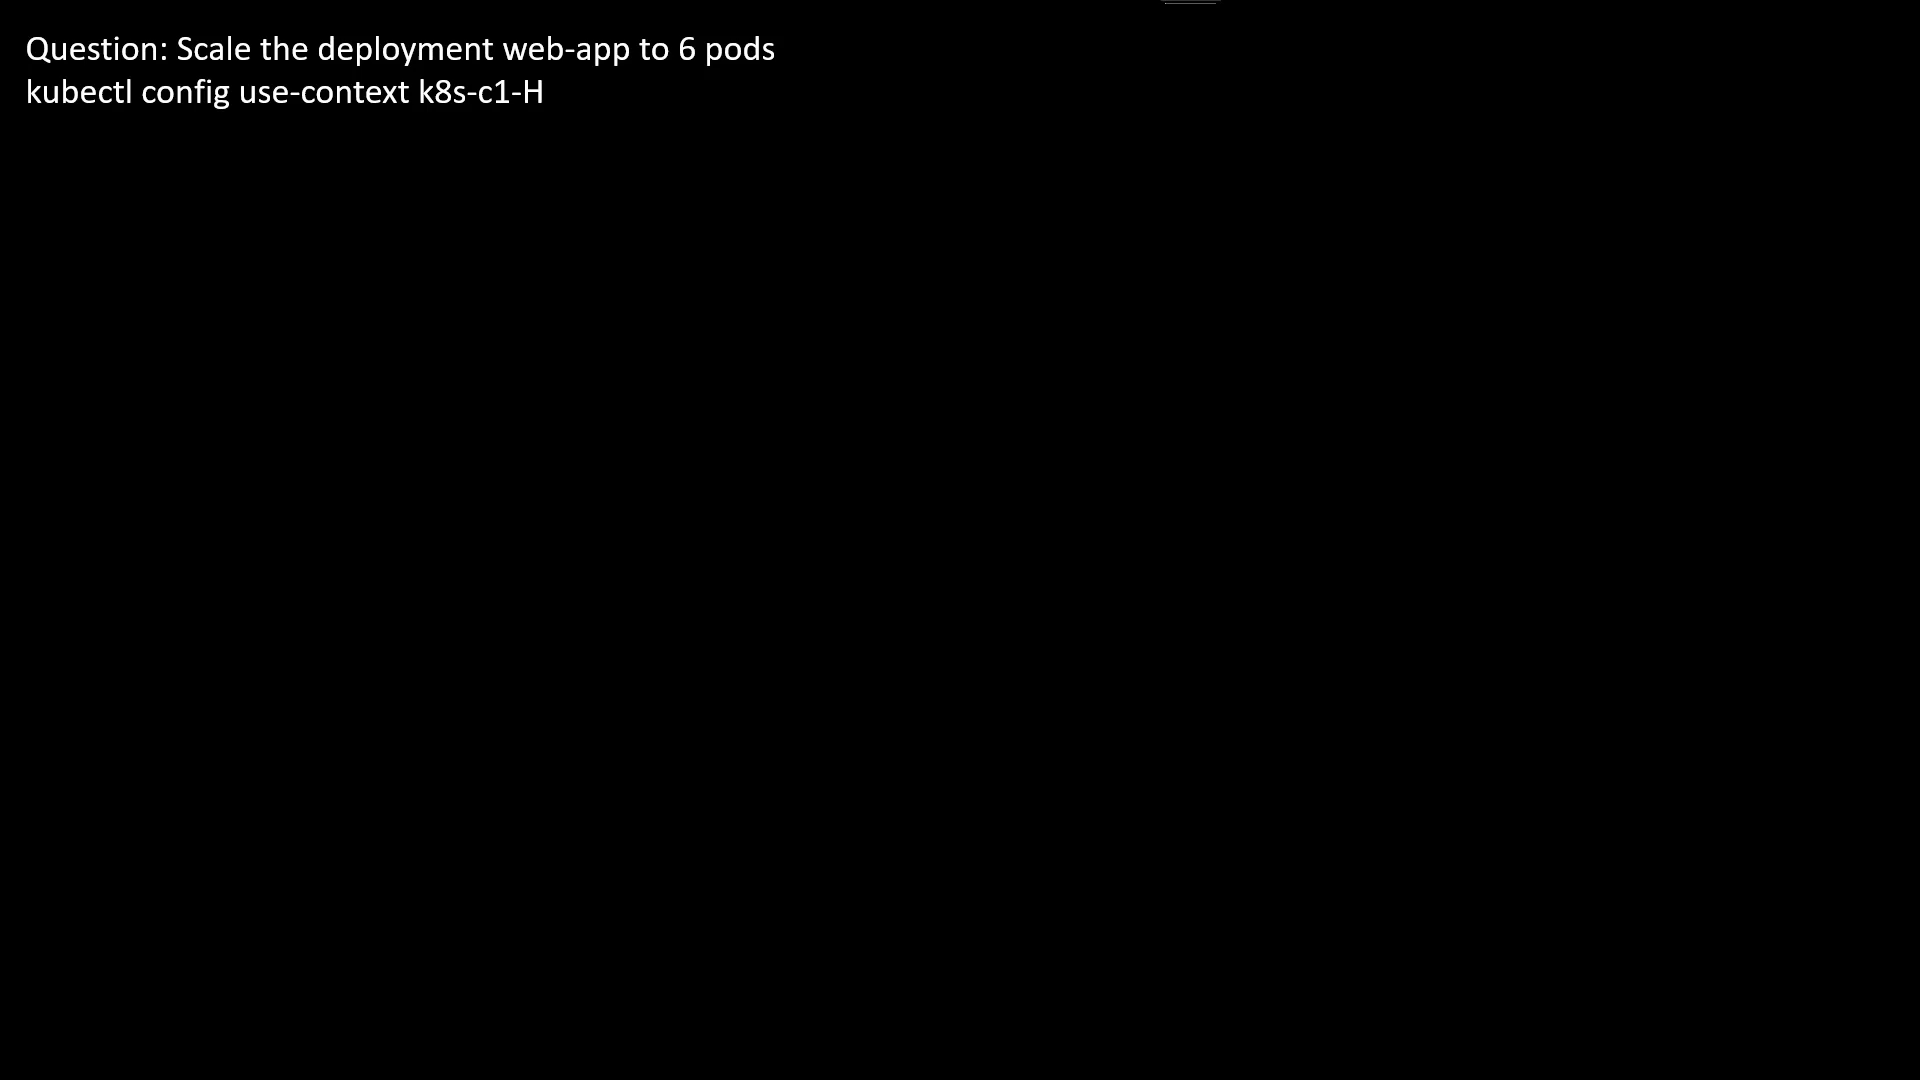 Question: Scale the deployment web-app to 6 pods
kubectl config use-context k8s-c1-H